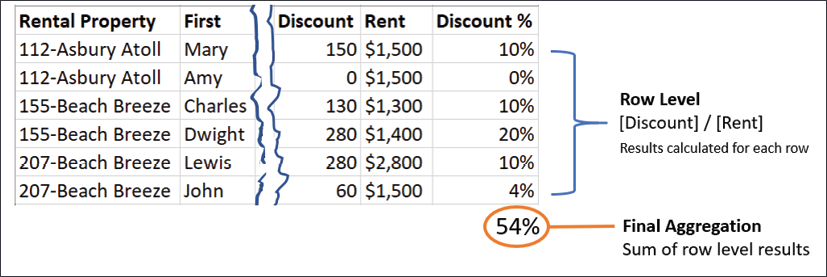 Rental Property First Discount Rent Discount %
112-Asbury Atoll Mary 150 $1,500 10%
112-Asbury Atoll Amy 0 $1,500 0%
155-Beach Breeze Charles 130 $1,300 10%
155-Beach Breeze Dwight 280 $1,400 20%
207-Beach Breeze Lewis 280 $2,800 10%
207-Beach Breeze John 60 $1,500 4%
Row Level
[Discount] / [Rent]
Results calculated for each row
54%
Final Aggregation
Sum of row level results